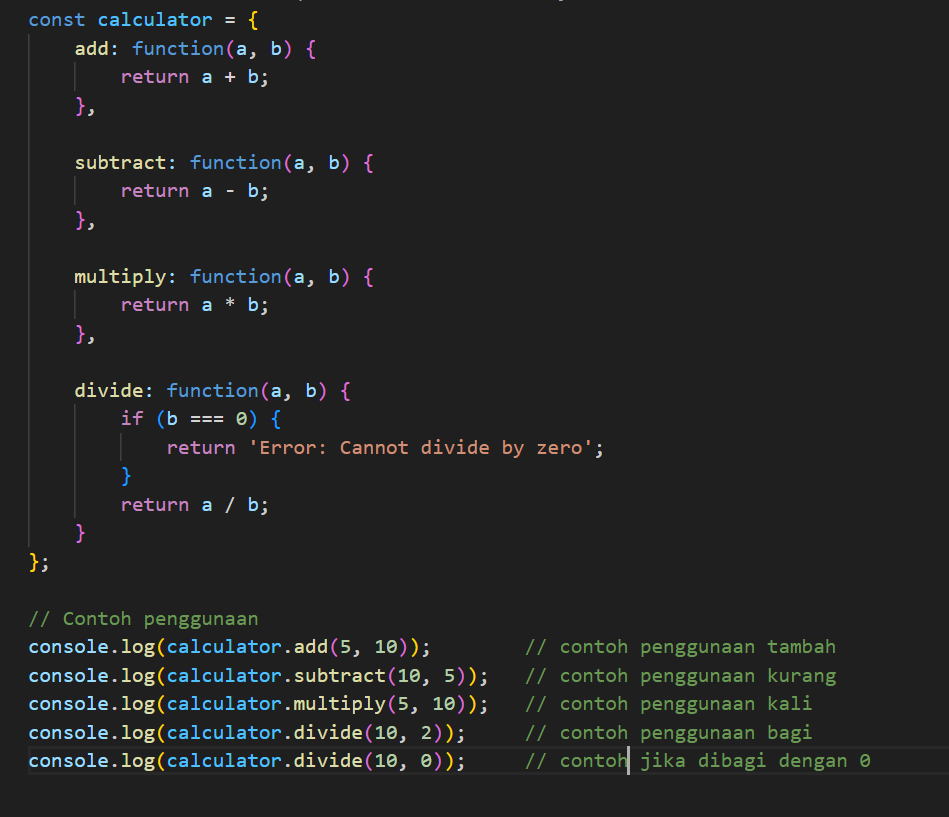 const calculator = {
    add: function(a, b) {
        return a + b;
    },

    subtract: function(a, b) {
        return a - b;
    },

    multiply: function(a, b) {
        return a * b;
    },

    divide: function(a, b) {
        if (b === 0) {
            return 'Error: Cannot divide by zero';
        }
        return a / b;
    }
};

// Contoh penggunaan
console.log(calculator.add(5, 10));        // contoh penggunaan tambah
console.log(calculator.subtract(10, 5));   // contoh penggunaan kurang
console.log(calculator.multiply(5, 10));   // contoh penggunaan kali
console.log(calculator.divide(10, 2));     // contoh penggunaan bagi
console.log(calculator.divide(10, 0));     // contoh jika dibagi dengan 0